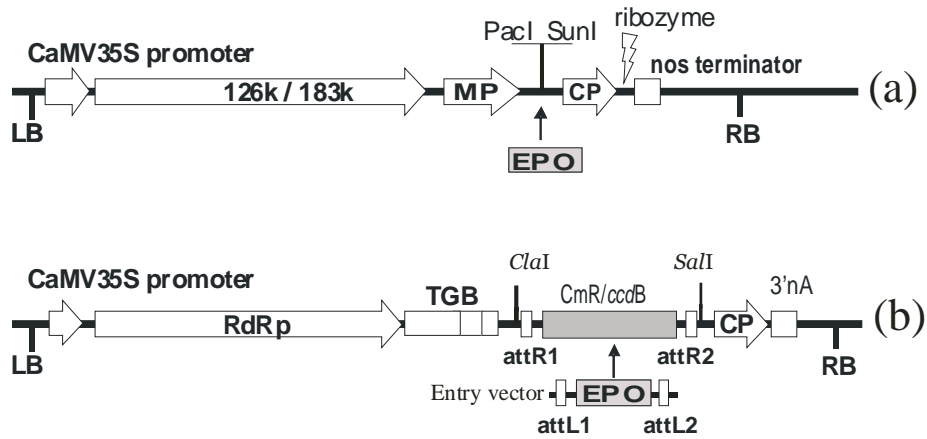 ribozyme
PacI SunI
CaMV35S promoter
nos terminator
126k / 183k
MP
CP
(a)
LB
RB
EPO
ClaI
SalI
CaMV35S promoter
TGB
CmR/ccdB
3'nA
RdRp
CP
(b)
LB
attR1
attR2
RB
Entry vector
EPO
attL1
attL2